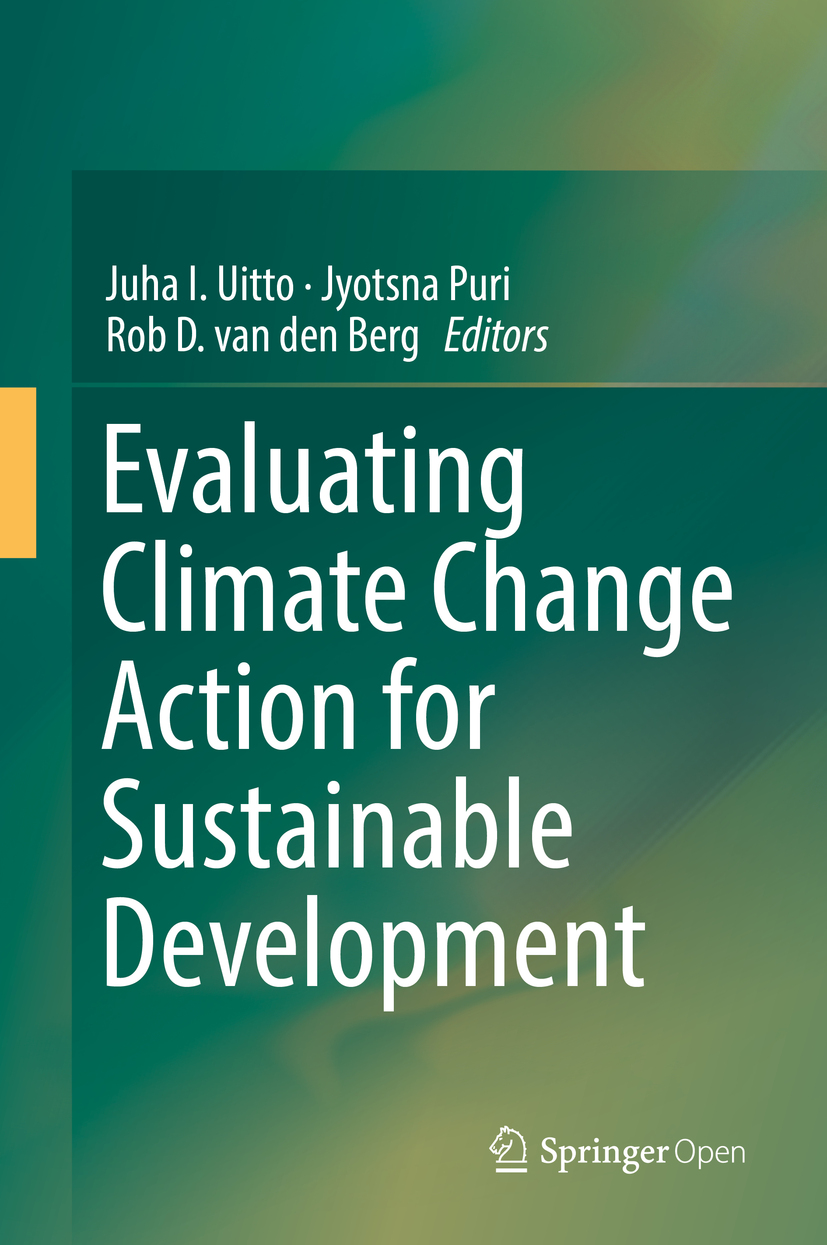 Juha I. Uitto · Jyotsna Puri
Rob D. van den Berg Editors
Evaluating
Climate Change
Action for
Sustainable
Development
Springer Open